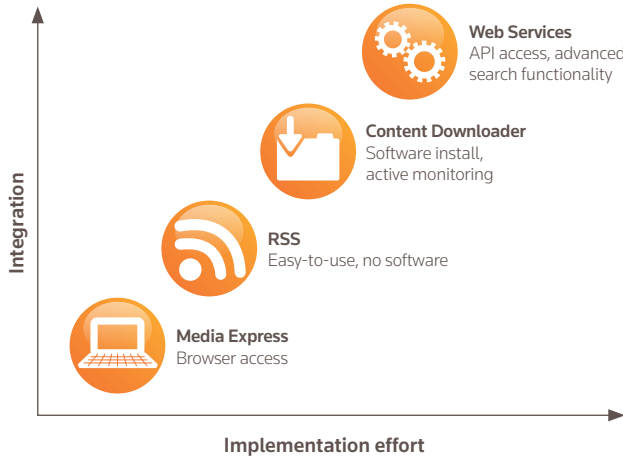 Web Services
API access, advanced
search functionality
Content Downloader
Software install,
active monitoring
RSS
Easy-to-use, no software
Media Express
Browser access
Integration
Implementation effort